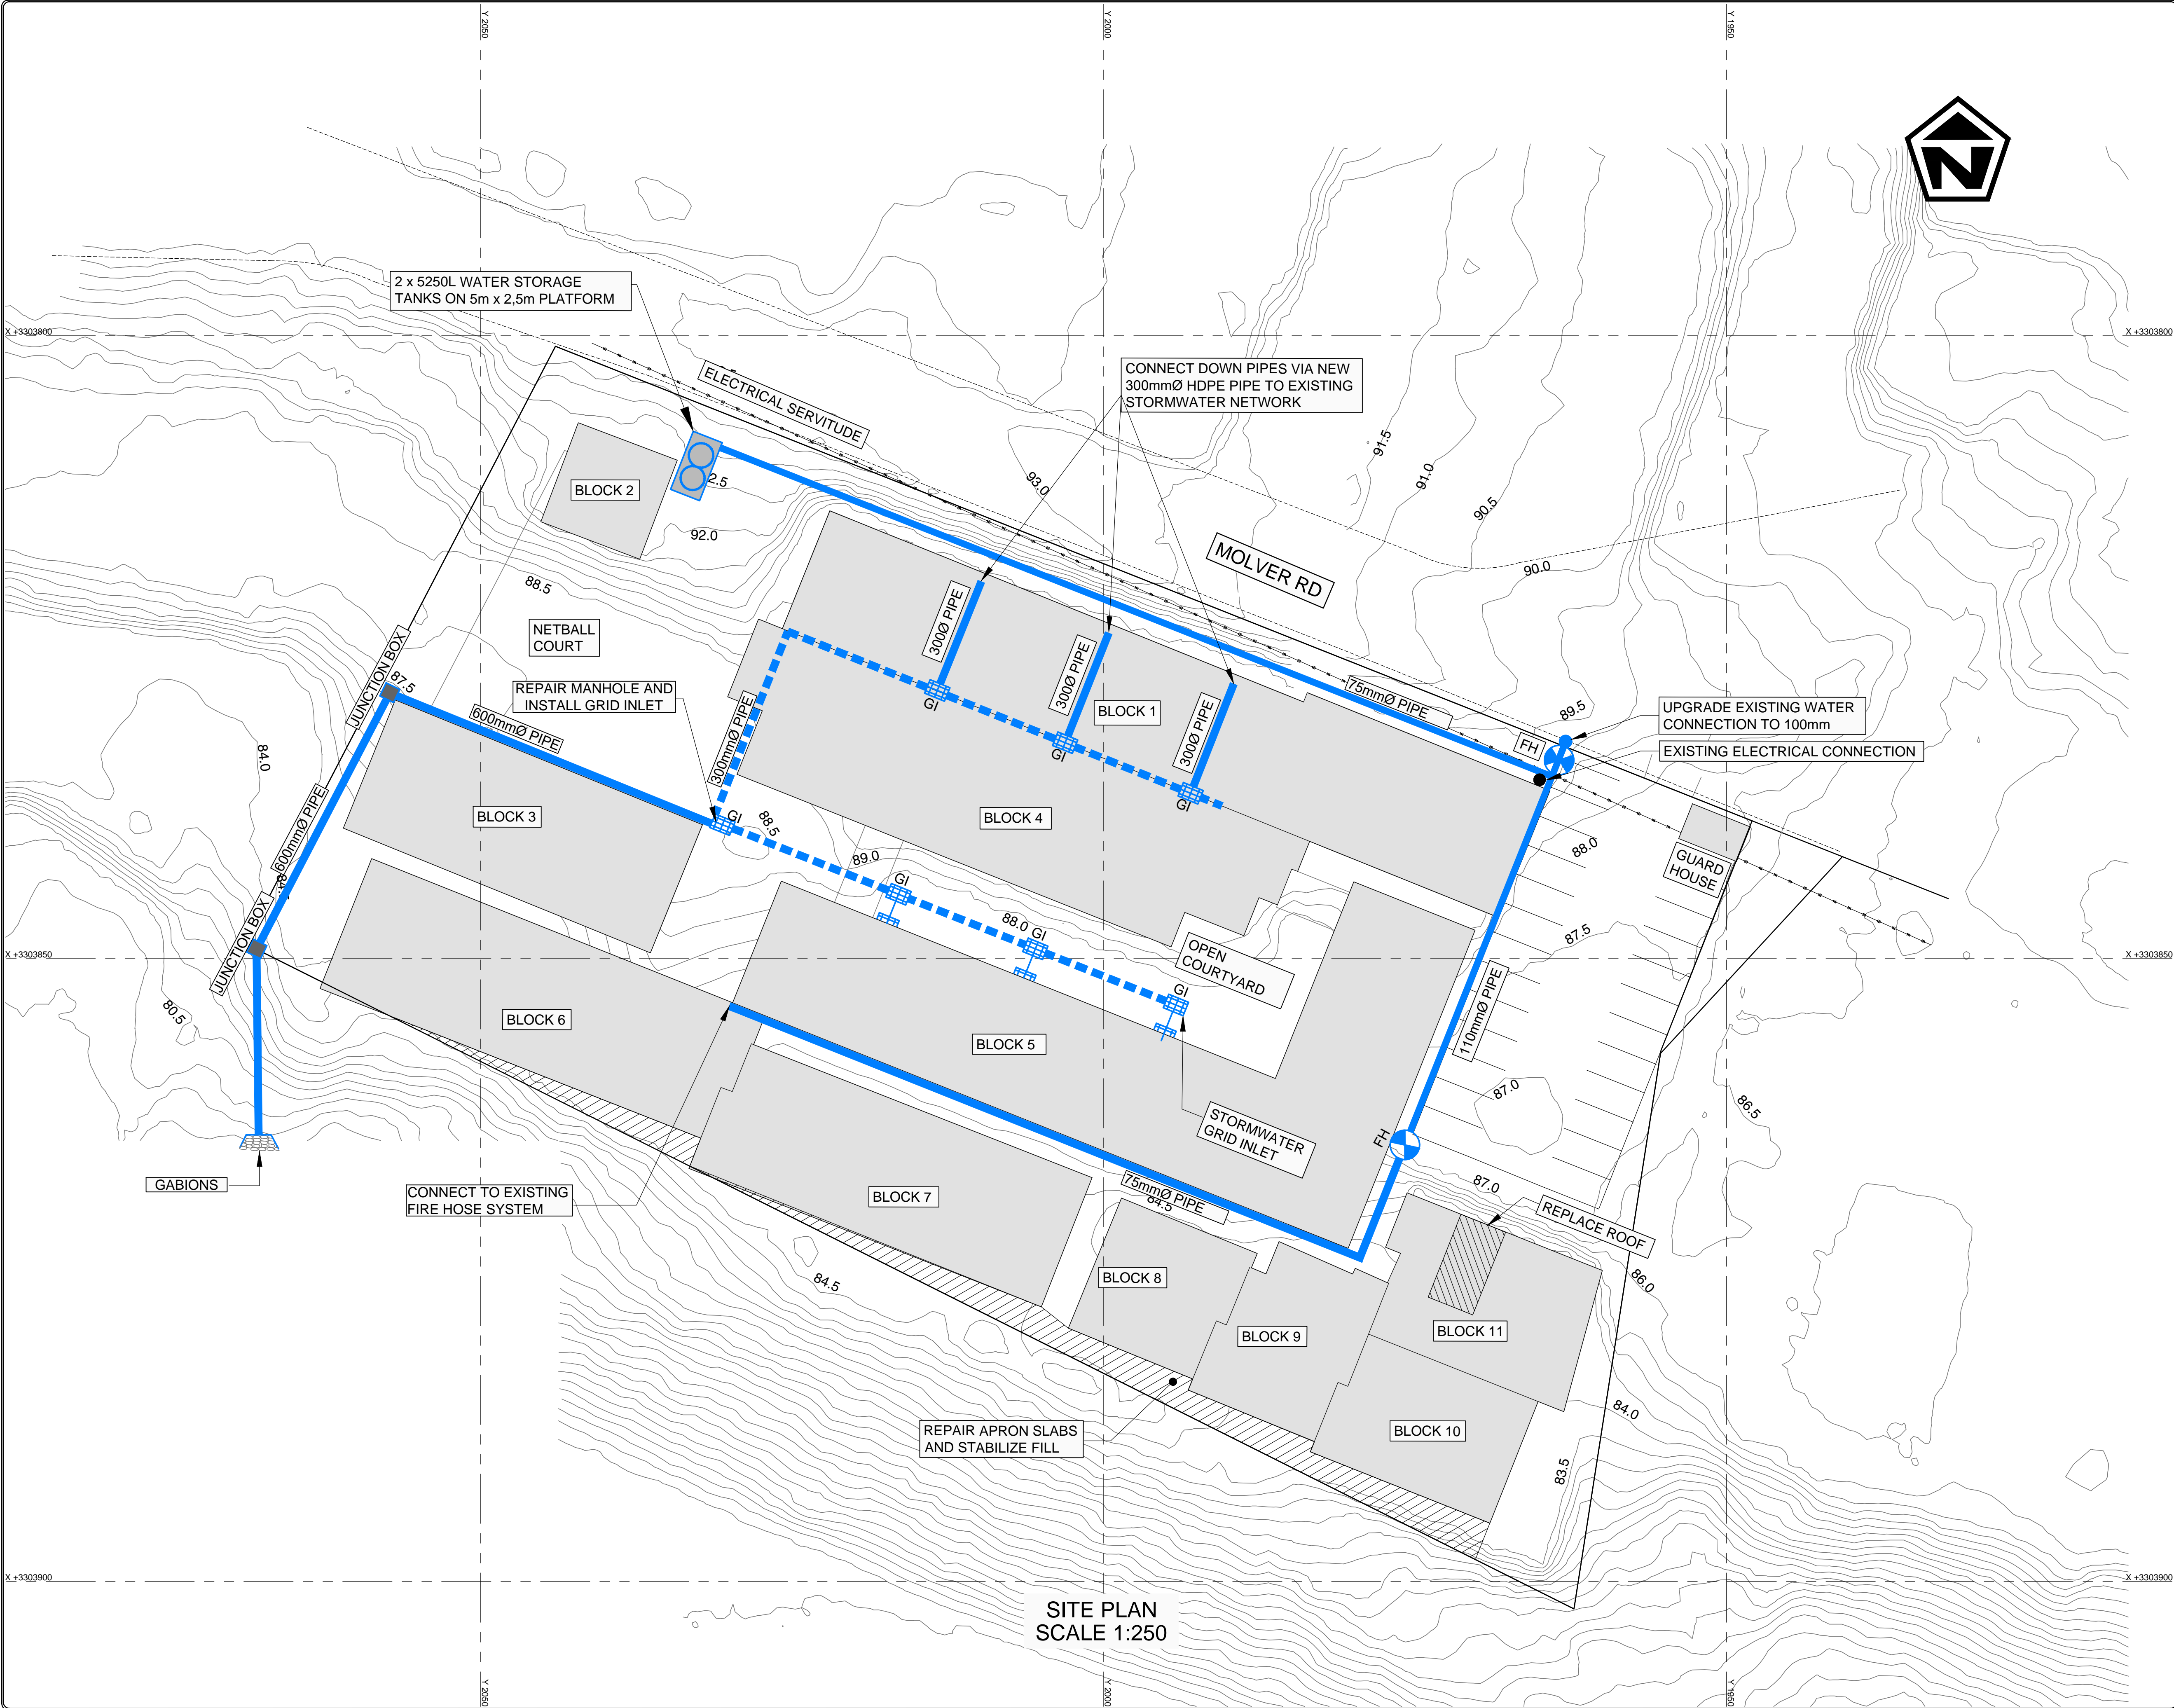 Y 2050
Y 2000
Y 1950
N
2 x 5250L WATER STORAGE
TANKS ON 5m x 2,5m PLATFORM
X +3303800
X +3303800
ELECTRICAL SERVITUDE
CONNECT DOWN PIPES VIA NEW
300mmØ HDPE PIPE TO EXISTING
STORMWATER NETWORK
91.5
91.0
90.5
93.0
BLOCK 2
2.5
92.0
MOLVER RD
90.0
88.5
NETBALL
COURT
300Ø PIPE
300Ø PIPE
300Ø PIPE
JUNCTION BOX
87.5
REPAIR MANHOLE AND
INSTALL GRID INLET
600mmØ PIPE
300mmØ PIPE
GI
GI
GI
BLOCK 1
75mmØ PIPE
89.5
FH
UPGRADE EXISTING WATER
CONNECTION TO 100mm
EXISTING ELECTRICAL CONNECTION
84.0
600mmØ PIPE
BLOCK 3
GI
88.5
BLOCK 4
89.0
88.0
GUARD
HOUSE
GI
88.0
GI
GI
OPEN
COURTYARD
87.5
JUNCTION BOX
X +3303850
X +3303850
80.5
BLOCK 6
BLOCK 5
110mmØ PIPE
87.0
86.5
STORMWATER
GRID INLET
FH
GABIONS
CONNECT TO EXISTING
FIRE HOSE SYSTEM
BLOCK 7
75mmØ PIPE
84.5
87.0
REPLACE ROOF
84.5
BLOCK 8
86.0
BLOCK 9
BLOCK 11
84.0
REPAIR APRON SLABS
AND STABILIZE FILL
BLOCK 10
83.5
X +3303900
X +3303900
SITE PLAN
SCALE 1:250
Y 2050
Y 2000
Y 1950